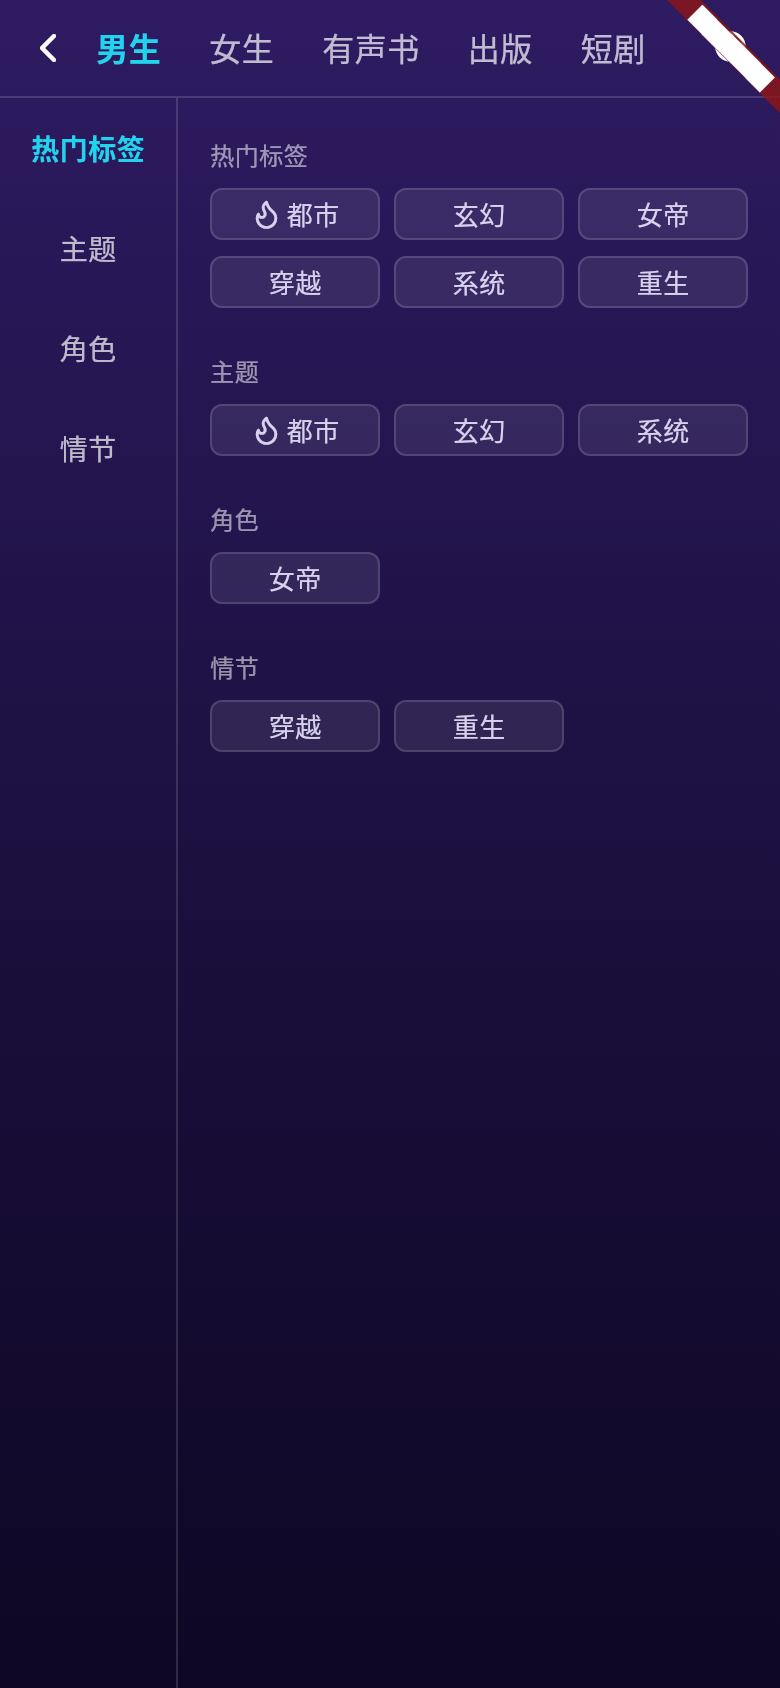 男生 女生 有声书 出版 短剧
热门标签
主题
角色
情节
热门标签
都市 玄幻 女帝
穿越 系统 重生
主题
都市 玄幻 系统
角色
女帝
情节
穿越 重生